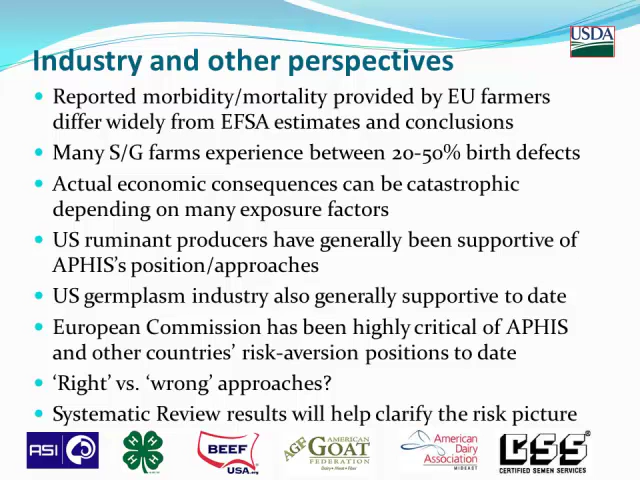 USDA
Industry and other perspectives
Reported morbidity/mortality provided by EU farmers
differ widely from EFSA estimates and conclusions
Many S/G farms experience between 20-50% birth defects
Actual economic consequences can be catastrophic
depending on many exposure factors
US ruminant producers have generally been supportive of
APHIS's position/approaches
US germplasm industry also generally supportive to date
European Commission has been highly critical of APHIS
and other countries' risk-aversion positions to date
'Right' vs. 'wrong' approaches?
Systematic Review results will help clarify the risk picture
ASI
H H H H
BEEF
USA.org
AGF AMERICAN
GOAT
FEDERATION
American
Dairy
Association
MIDEAST
CSS®
CERTIFIED SEMEN SERVICES